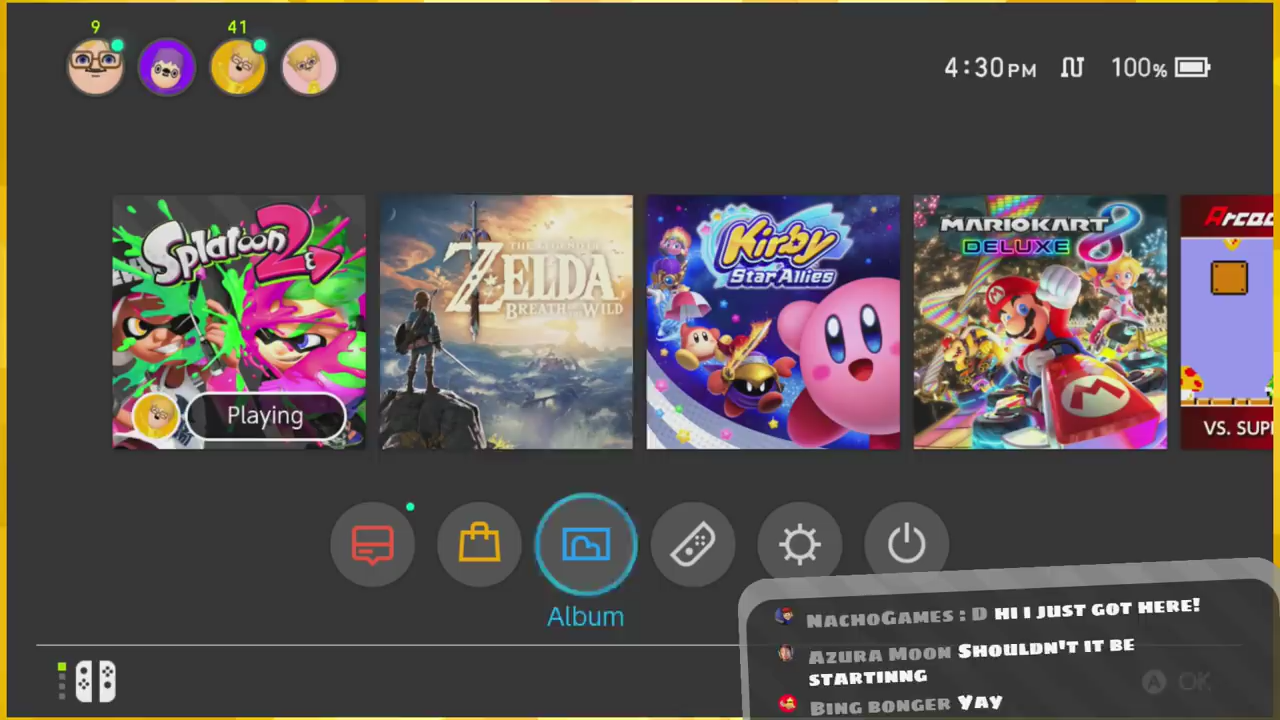 9
41
4:30PM
100%
Splatoon 2
THE LEGEND OF
ZELDA
BREATH OF THE WILD
Kirby
Star Allies
MARIOKART 8
DELUXE
M
Arcad
VS. SUP
Playing
Album
NACHOGAMES : D HI I JUST GOT HERE!
AZURA MOON SHOULDN'T IT BE
STARTINNG
BING BONGER YAY
A OK